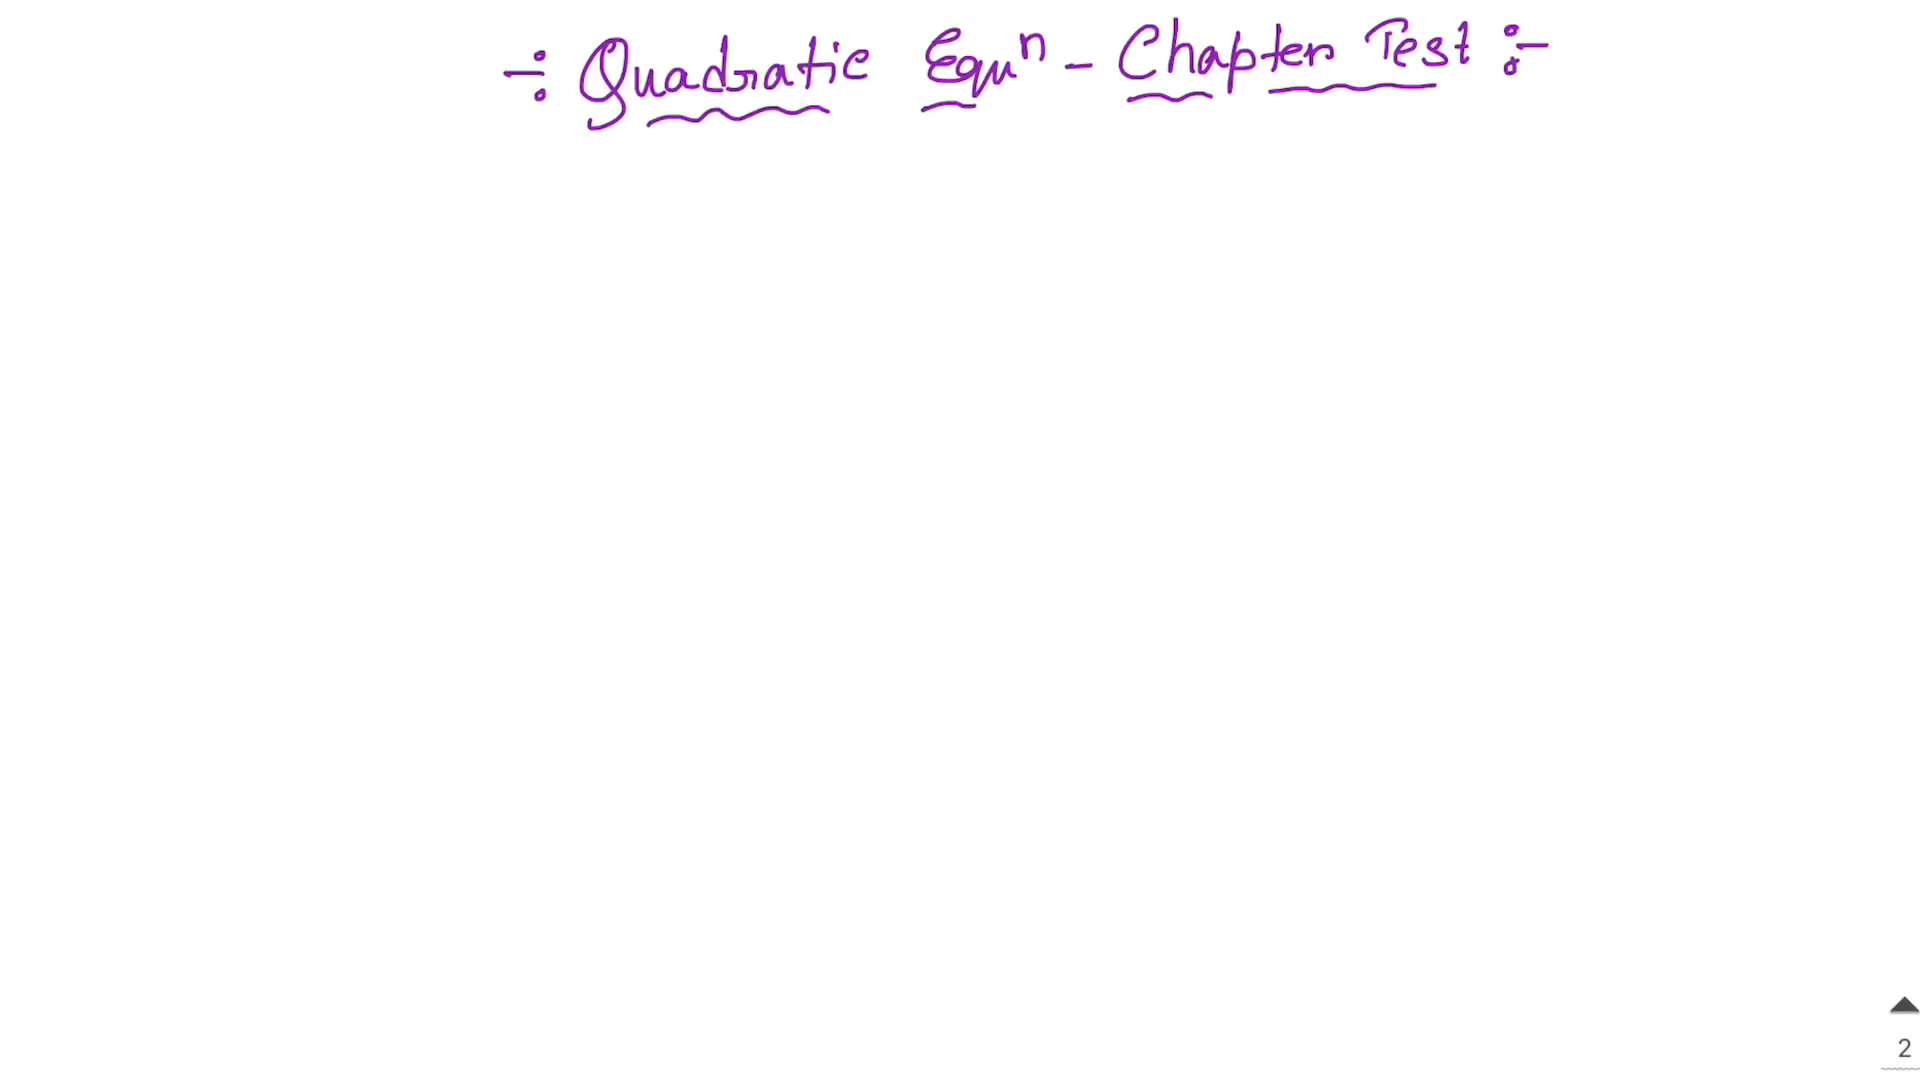 ÷ Quadratic Equⁿ - Chapter Test :-
2